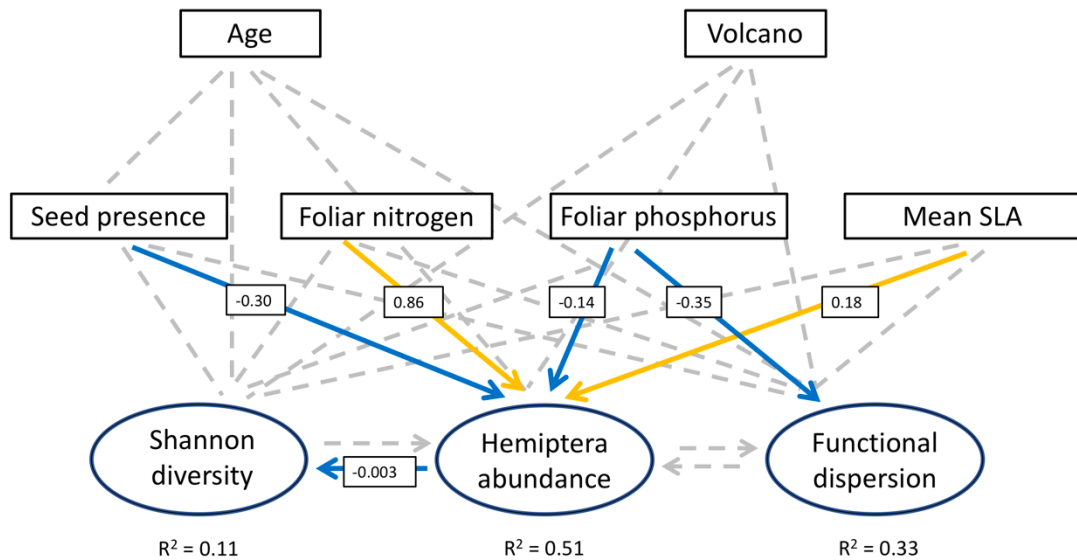 Age
Volcano
Seed presence
Foliar nitrogen
Foliar phosphorus
Mean SLA
-0.30
0.86
-0.14
-0.35
0.18
Shannon
diversity
Hemiptera
abundance
Functional
dispersion
-0.003
R² = 0.11
R² = 0.51
R² = 0.33